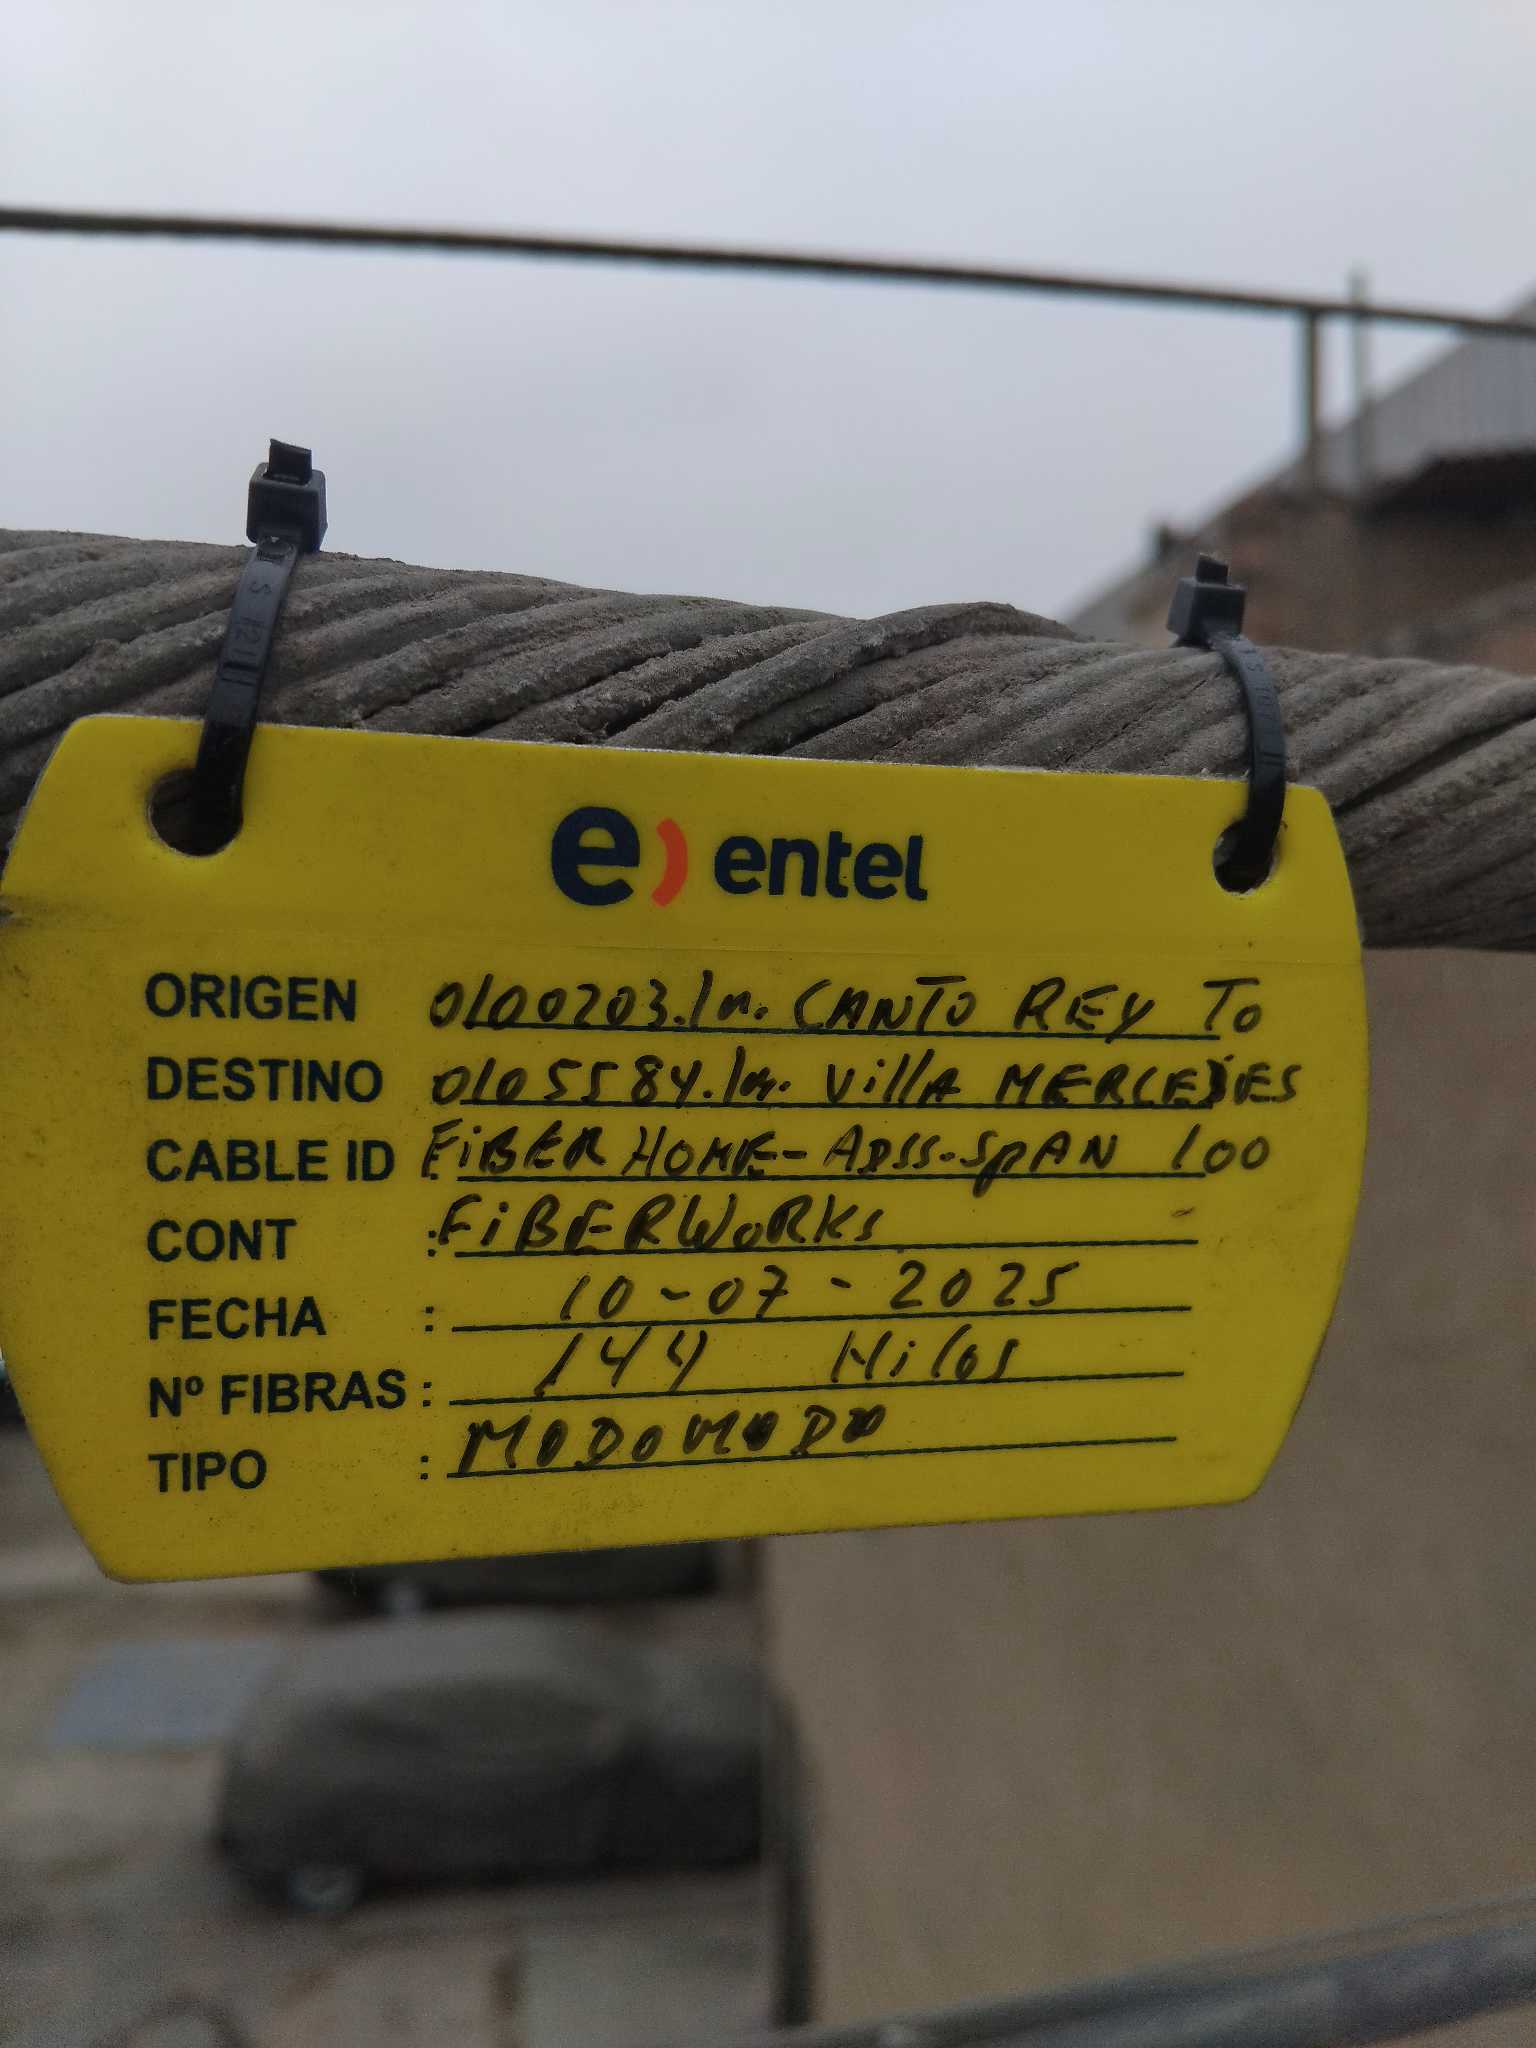 e) entel
ORIGEN 0100203.lm. CANTO REY To
DESTINO 0105584.lm. VillA MERCEDES
CABLE ID : FiBERHOME-ADSS-SpAN 100
CONT : FiBERWoRKs
FECHA : 10-07-2025
Nº FIBRAS : 144 Hilos
TIPO : MODOMODO